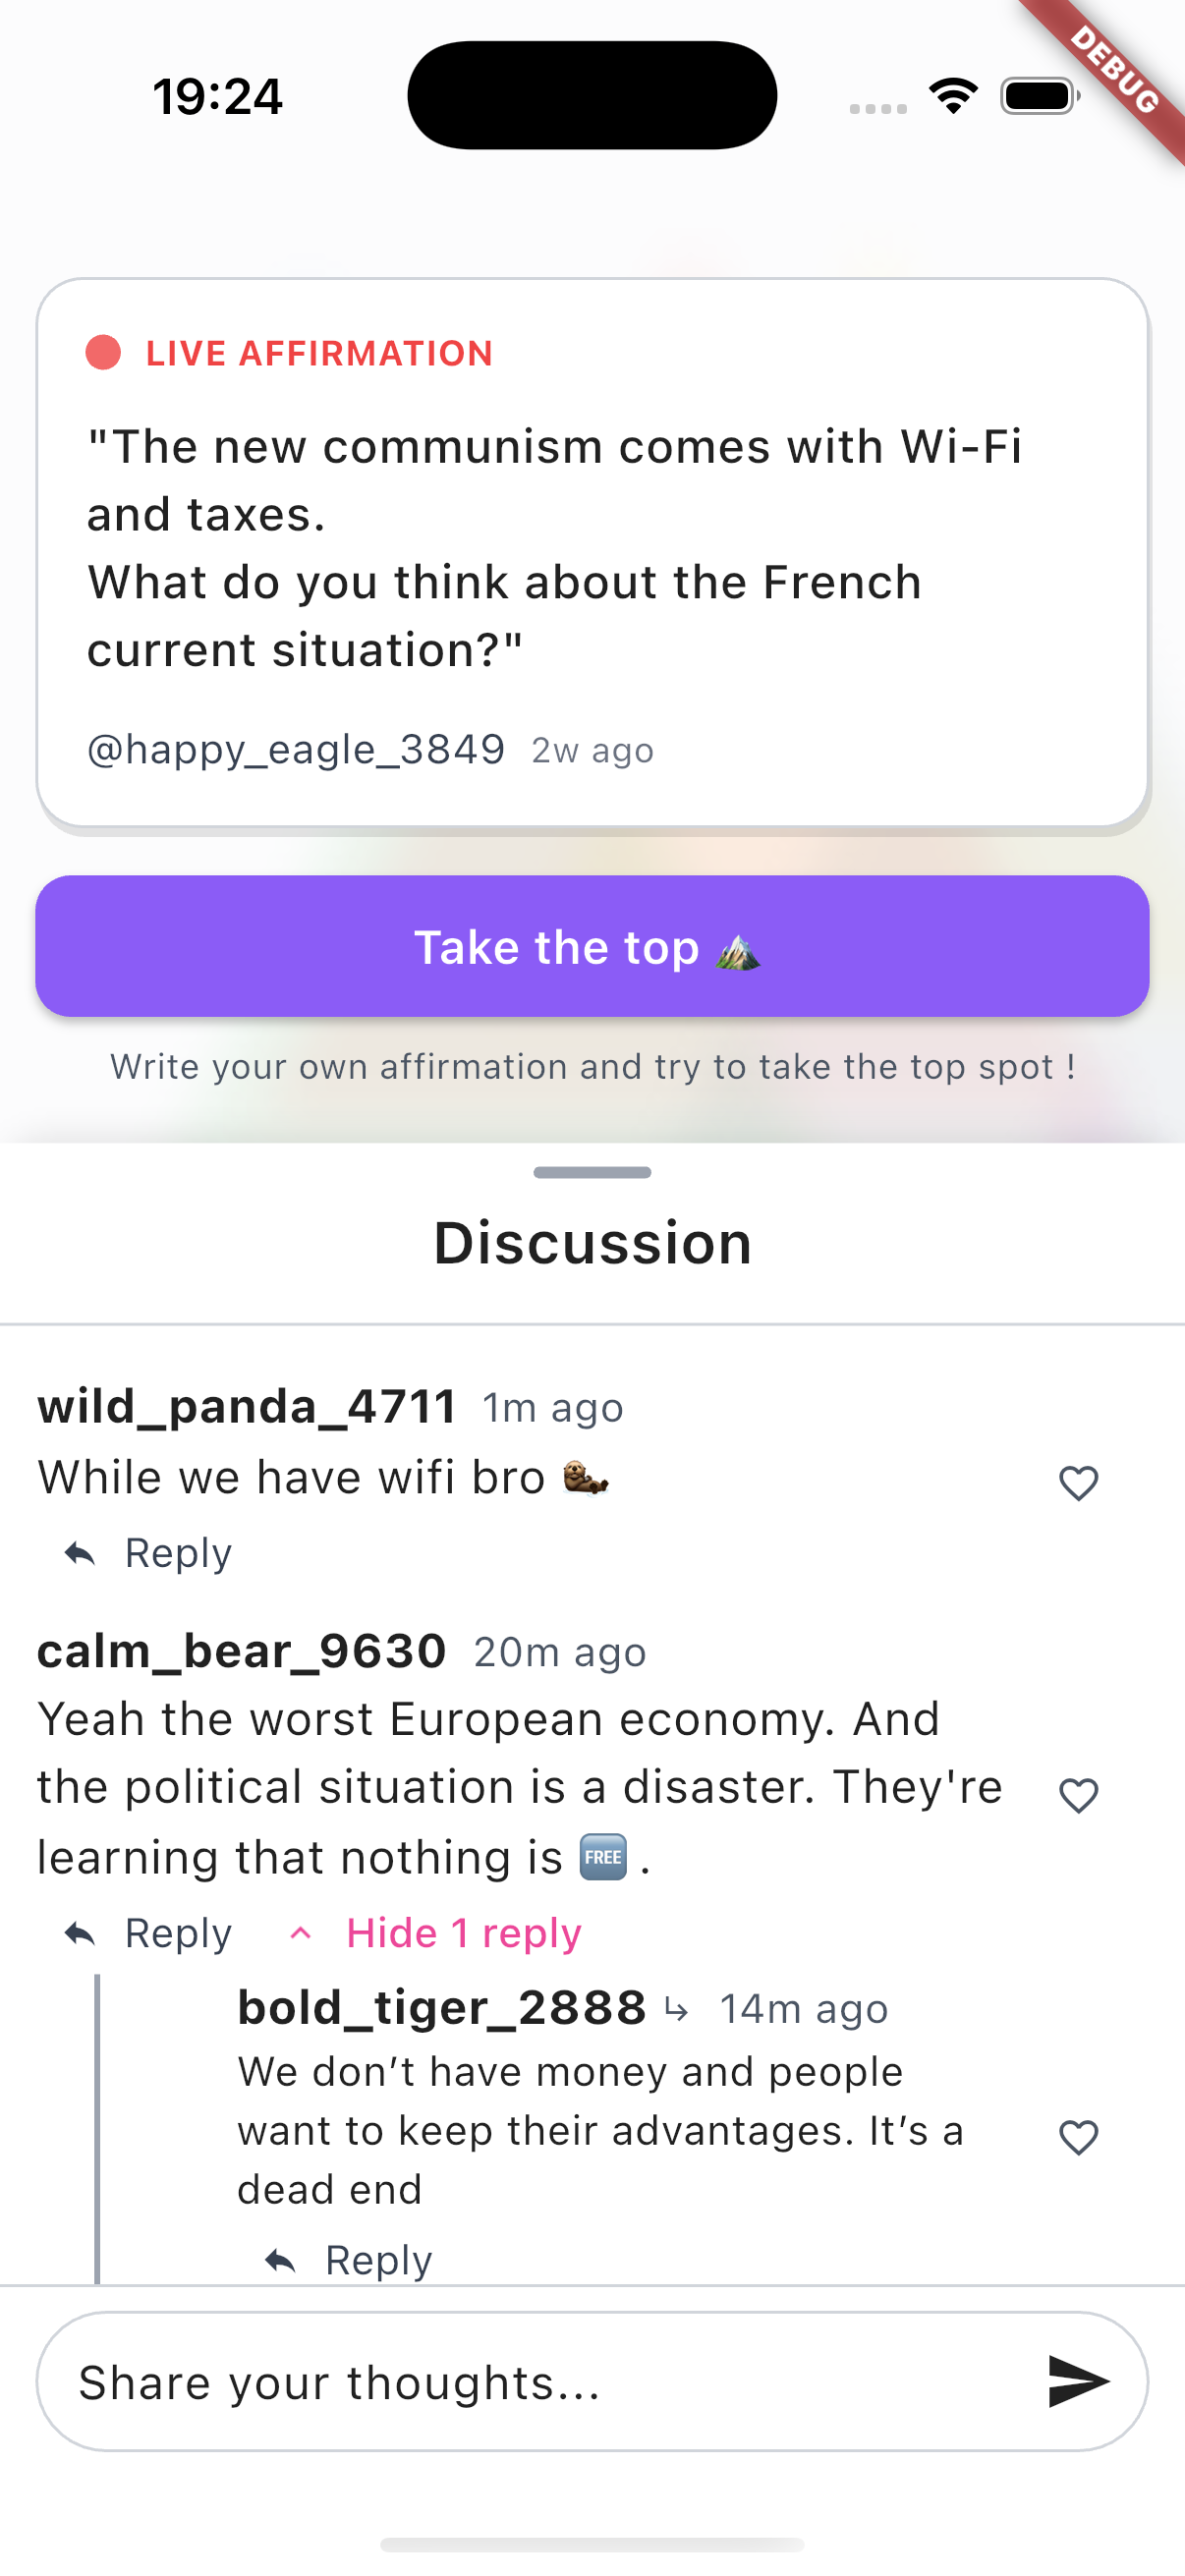 19:24
DEBUG
LIVE AFFIRMATION
"The new communism comes with Wi-Fi
and taxes.
What do you think about the French
current situation?"
@happy_eagle_3849 2w ago
Take the top ⛰️
Write your own affirmation and try to take the top spot !
Discussion
wild_panda_4711 1m ago
While we have wifi bro 🦦
Reply
calm_bear_9630 20m ago
Yeah the worst European economy. And
the political situation is a disaster. They're
learning that nothing is 🆓 .
Reply ^ Hide 1 reply
bold_tiger_2888 ↳ 14m ago
We don’t have money and people
want to keep their advantages. It’s a
dead end
Reply
Share your thoughts...